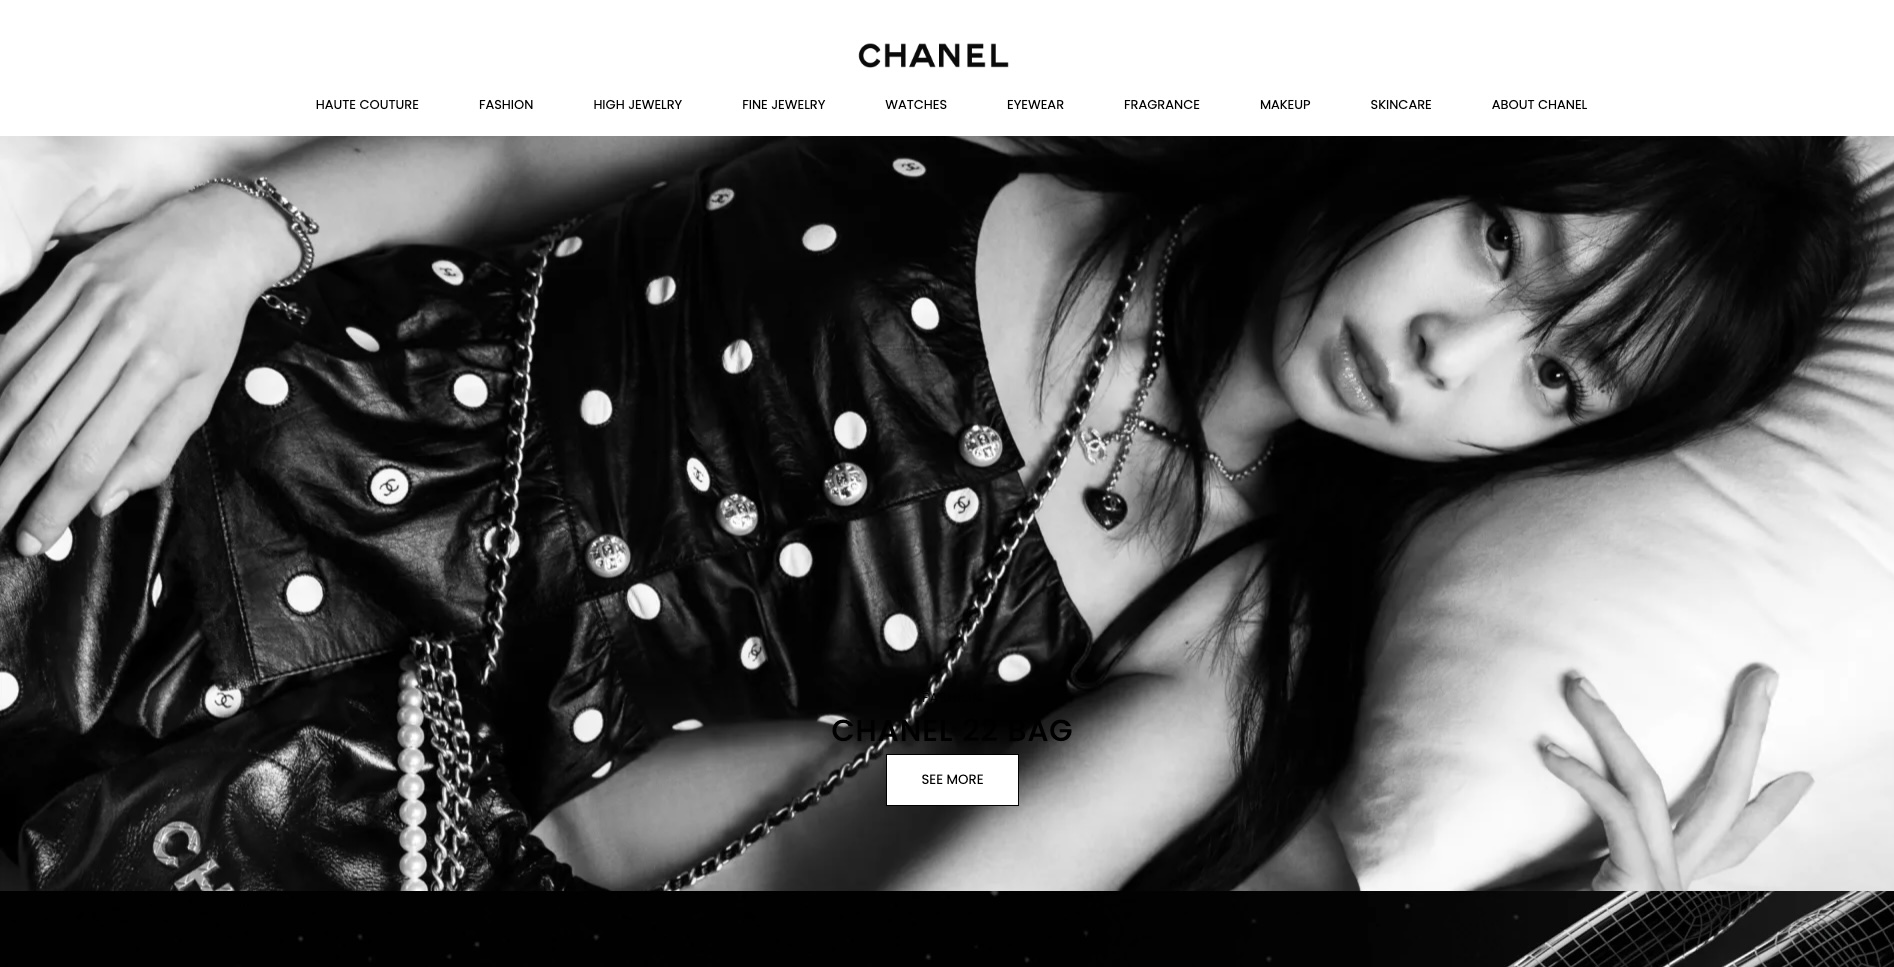 CHANEL
HAUTE COUTURE FASHION HIGH JEWELRY FINE JEWELRY WATCHES EYEWEAR FRAGRANCE MAKEUP SKINCARE ABOUT CHANEL
CHANEL 22 BAG
SEE MORE
CH